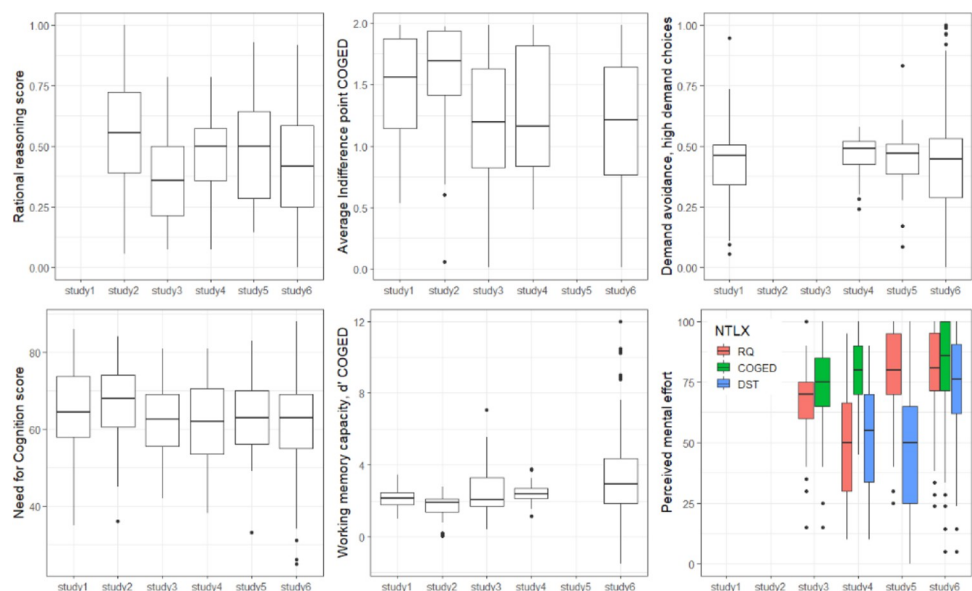 Rational reasoning score
1.00
0.75
0.50
0.25
0.00
study1 study2 study3 study4 study5 study6
Average Indifference point COGED
2.0
1.5
1.0
0.5
0.0
study1 study2 study3 study4 study5 study6
Demand avoidance, high demand choices
1.00
0.75
0.50
0.25
0.00
study1 study2 study3 study4 study5 study6
Need for Cognition score
80
60
40
study1 study2 study3 study4 study5 study6
Working memory capacity, d' COGED
12
8
4
2
0
study1 study2 study3 study4 study5 study6
Perceived mental effort
100
75
50
25
0
NTLX
RQ
COGED
DST
study1 study2 study3 study4 study5 study6